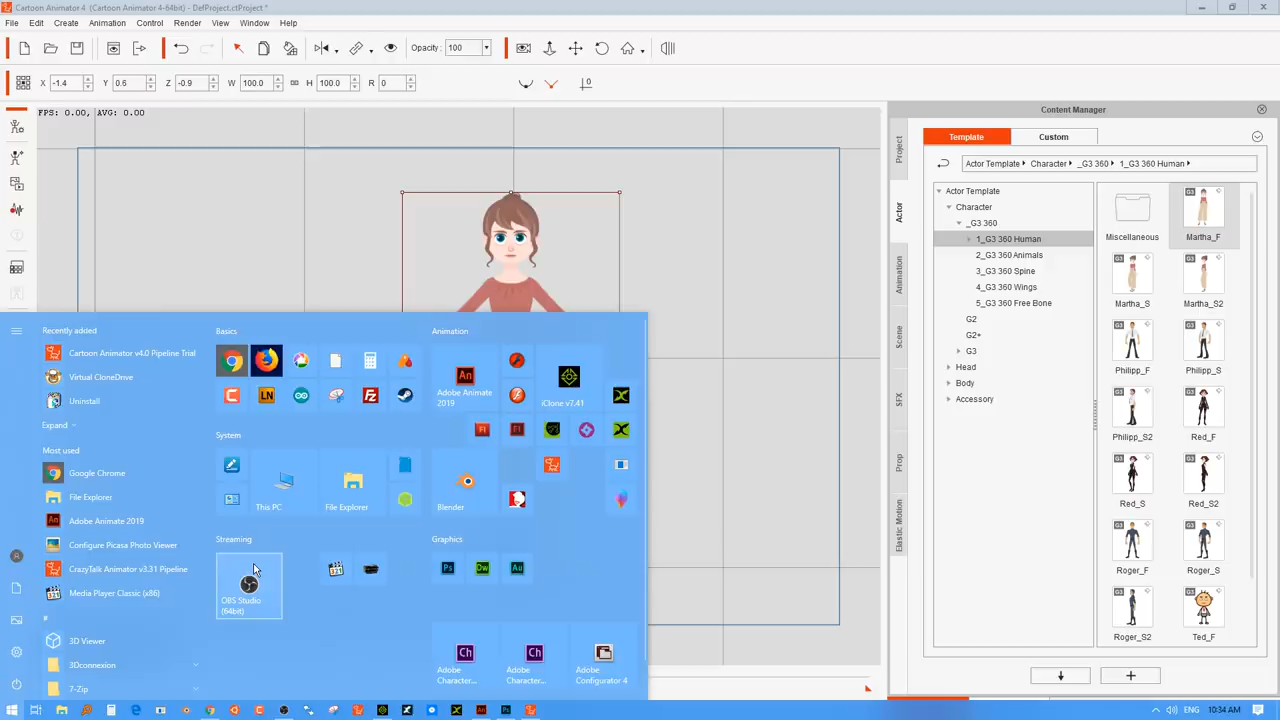 Cartoon Animator 4 (Cartoon Animator 4-64bit) - DefProject.ctProject *
File Edit Create Animation Control Render View Window Help
Opacity : 100
X -1.4 Y 0.6 Z -0.9 W 100.0 H 100.0 R 0
FPS: 0.00, AVG: 0.00
Content Manager
Template Custom
Actor Template Character _G3 360 1_G3 360 Human
Project
Actor
Animation
Scene
SFX
Prop
Elastic Motion
Actor Template
Character
_G3 360
1_G3 360 Human
2_G3 360 Animals
3_G3 360 Spine
4_G3 360 Wings
5_G3 360 Free Bone
G2
G2+
G3
Head
Body
Accessory
Miscellaneous Martha_F
Martha_S Martha_S2
Philipp_F Philipp_S
Philipp_S2 Red_F
Red_S Red_S2
Roger_F Roger_S
Roger_S2 Ted_F
Recently added
Cartoon Animator v4.0 Pipeline Trial
Virtual CloneDrive
Uninstall
Expand
Most used
Google Chrome
File Explorer
Adobe Animate 2019
Configure Picasa Photo Viewer
CrazyTalk Animator v3.31 Pipeline
Media Player Classic (x86)
#
3D Viewer
3Dconnexion
7-Zip
Basics
System
This PC File Explorer
Streaming
OBS Studio
(64bit)
Animation
Adobe Animate
2019
iClone v7.41
Blender
Graphics
Adobe
Character...
Adobe
Character...
Adobe
Configurator 4
ENG 10:34 AM